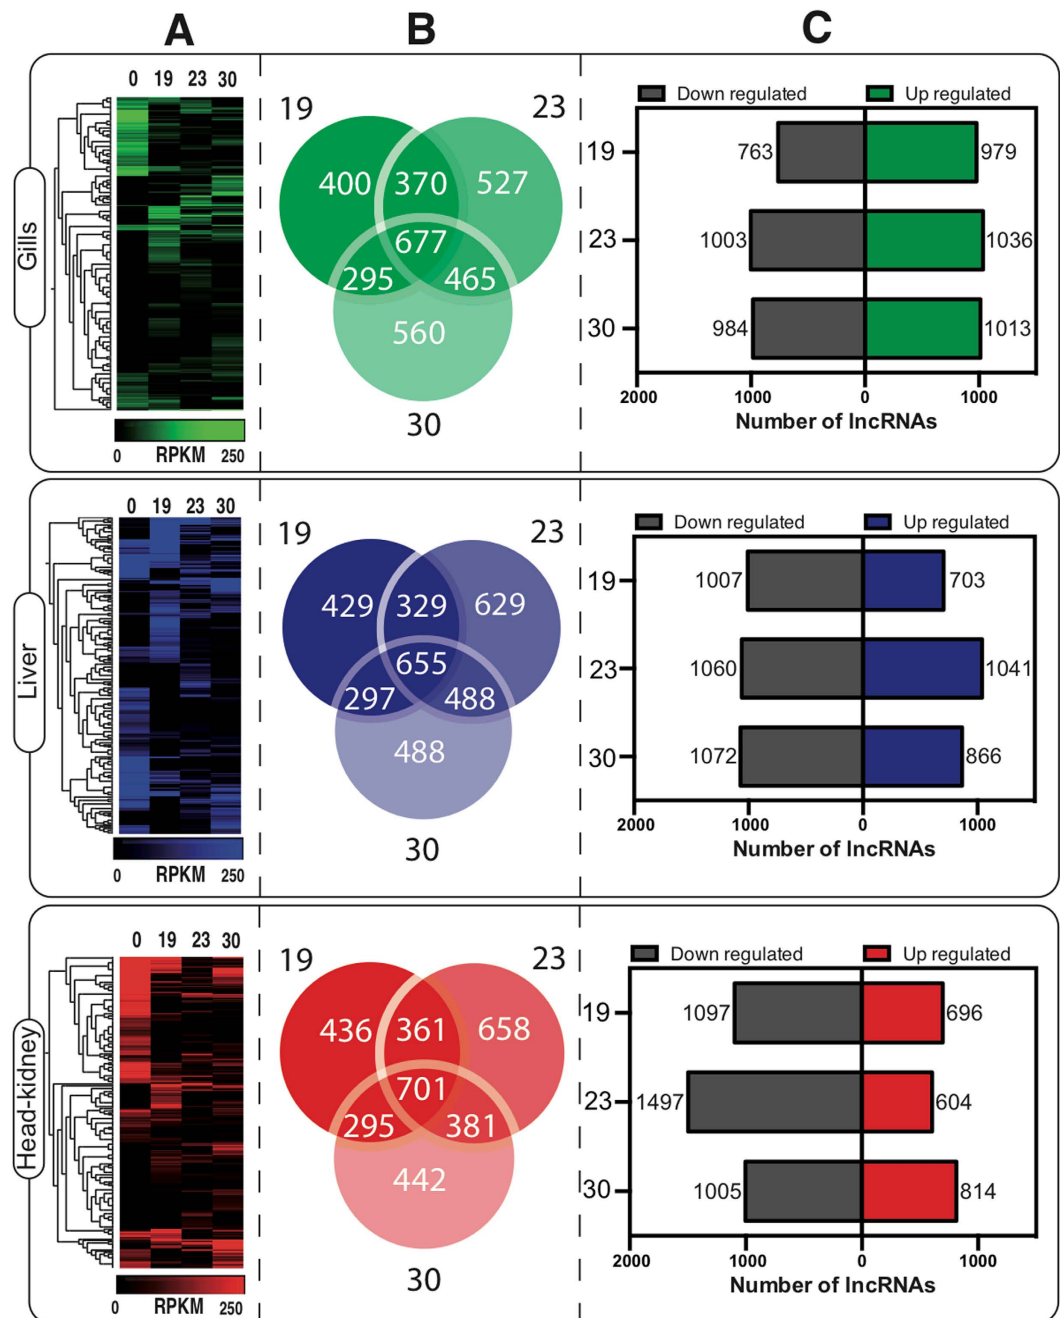 A B C
0 19 23 30
19 23
Down regulated Up regulated
Gills
400 370 527
677
295 465
560
30
19 763 979
23 1003 1036
30 984 1013
2000 1000 0 1000
Number of lncRNAs
0 RPKM 250
0 19 23 30
19 23
Down regulated Up regulated
Liver
429 329 629
655
297 488
488
30
19 1007 703
23 1060 1041
30 1072 866
2000 1000 0 1000
Number of lncRNAs
0 RPKM 250
0 19 23 30
19 23
Down regulated Up regulated
Head-kidney
436 361 658
701
295 381
442
30
19 1097 696
23 1497 604
30 1005 814
2000 1000 0 1000
Number of lncRNAs
0 RPKM 250